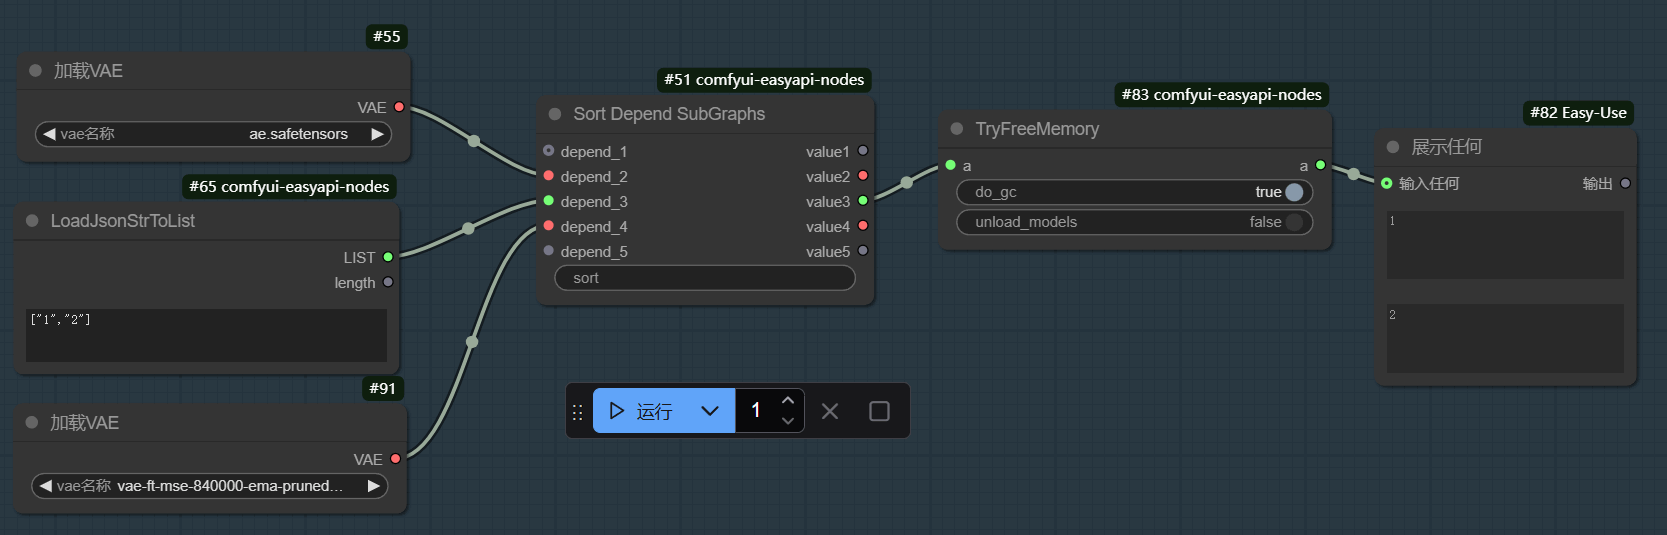 #55
加载VAE
VAE
vae名称 ae.safetensors
#65 comfyui-easyapi-nodes
LoadJsonStrToList
LIST
length
["1","2"]
#91
加载VAE
VAE
vae名称 vae-ft-mse-840000-ema-pruned...
#51 comfyui-easyapi-nodes
Sort Depend SubGraphs
depend_1 value1
depend_2 value2
depend_3 value3
depend_4 value4
depend_5 value5
sort
运行 1
#83 comfyui-easyapi-nodes
TryFreeMemory
a a
do_gc true
unload_models false
#82 Easy-Use
展示任何
输入任何 输出
1
2